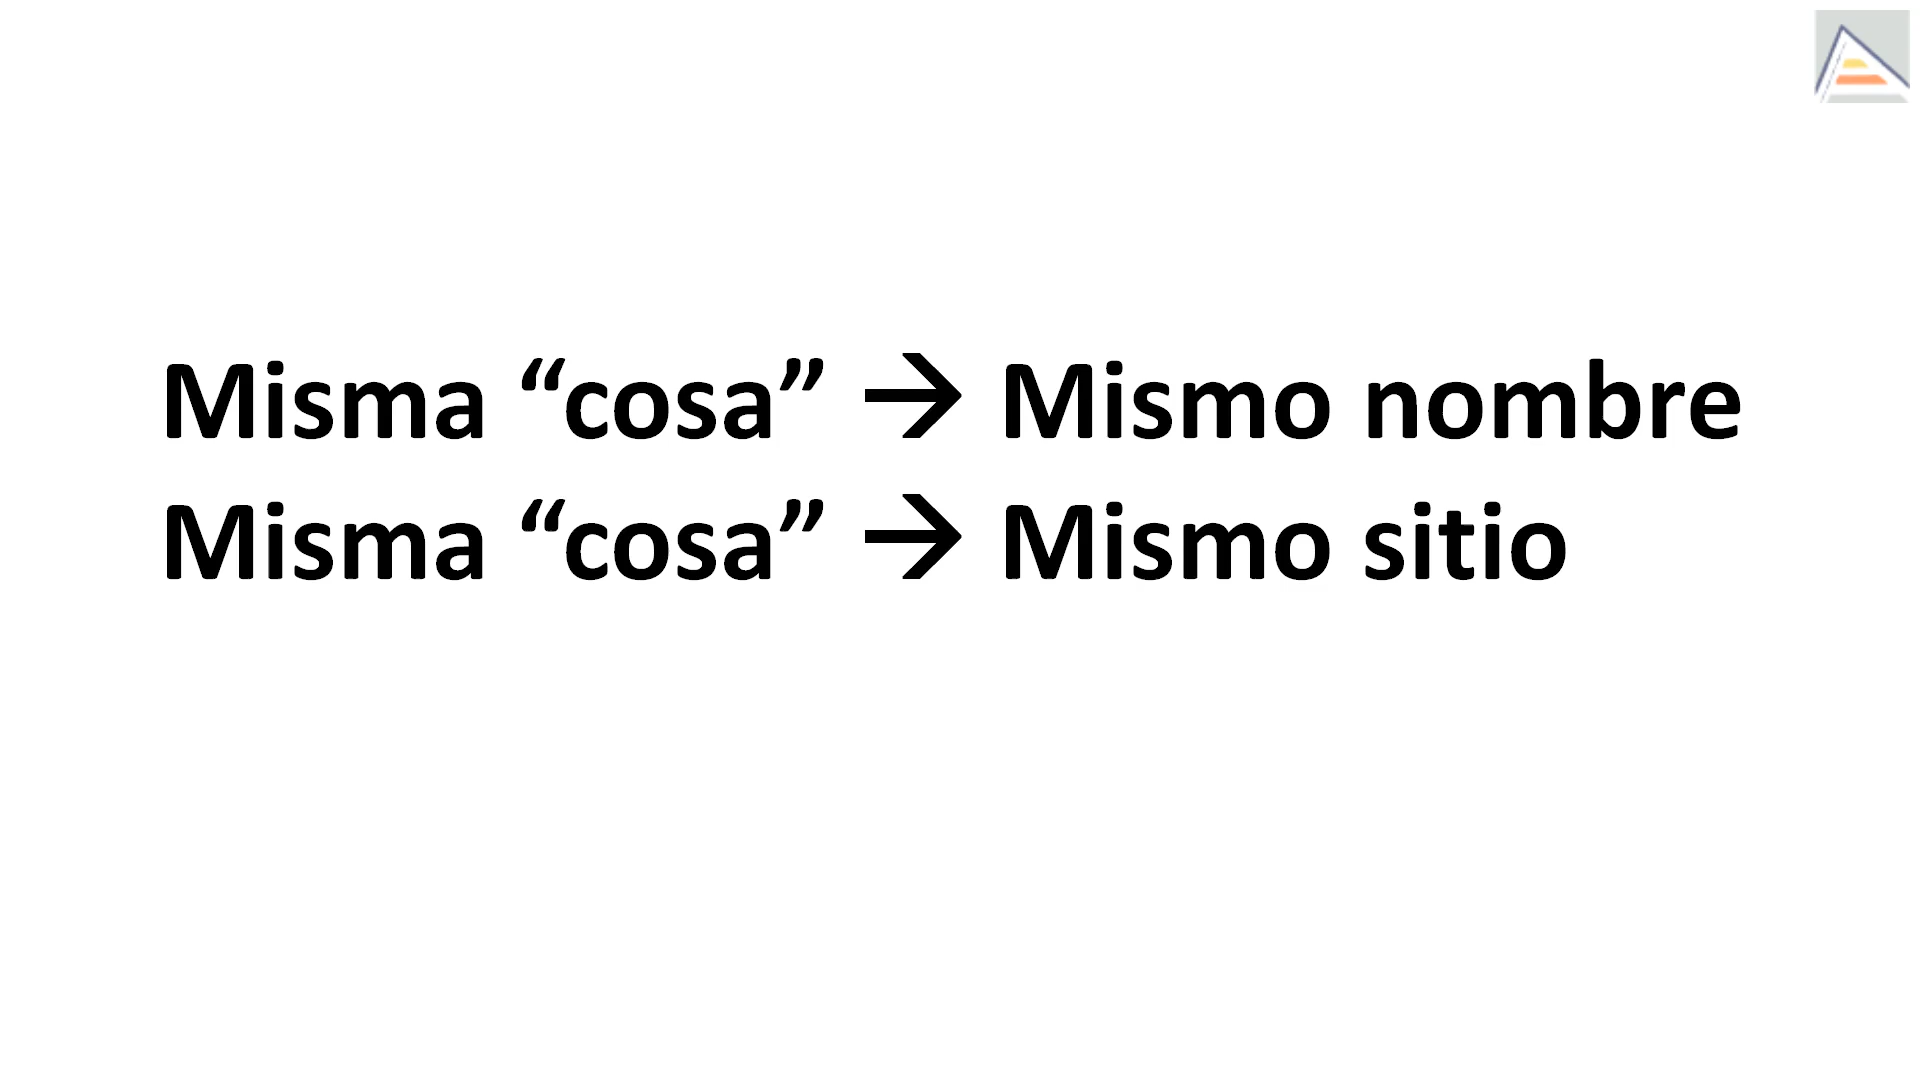 Misma “cosa” → Mismo nombre
Misma “cosa” → Mismo sitio